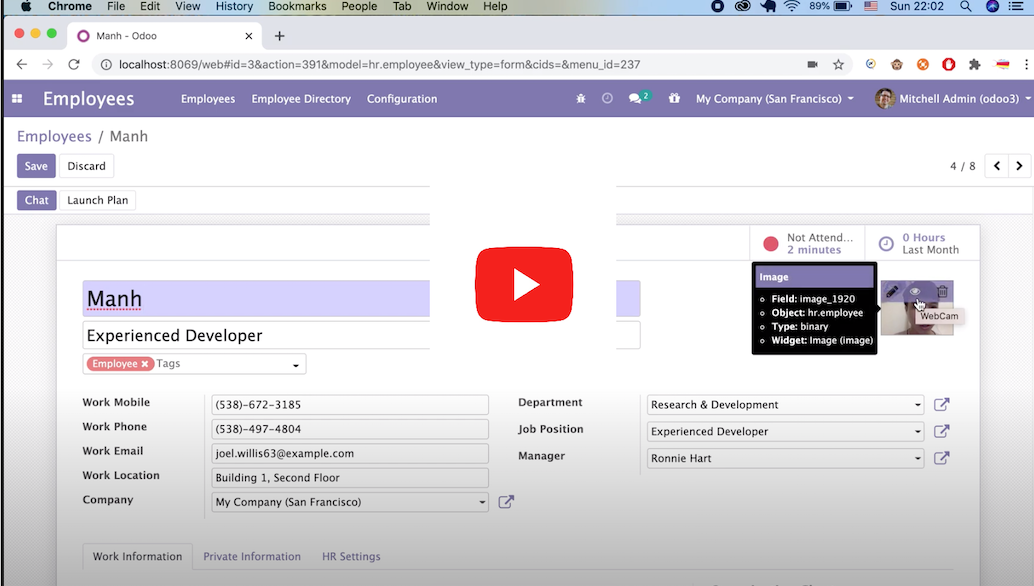 Chrome File Edit View History Bookmarks People Tab Window Help 89% Sun 22:02
Manh - Odoo
localhost:8069/web#id=3&action=391&model=hr.employee&view_type=form&cids=&menu_id=237
Employees Employees Employee Directory Configuration 2 My Company (San Francisco) Mitchell Admin (odoo3)
Employees / Manh
Save Discard 4 / 8
Chat Launch Plan
Not Attend... 0 Hours
2 minutes Last Month
Image
Manh
Field: image_1920
Object: hr.employee
WebCam
Type: binary
Experienced Developer
Widget: Image (image)
Employee Tags
Work Mobile (538)-672-3185 Department Research & Development
Work Phone (538)-497-4804 Job Position Experienced Developer
Work Email joel.willis63@example.com Manager Ronnie Hart
Work Location Building 1, Second Floor
Company My Company (San Francisco)
Work Information Private Information HR Settings